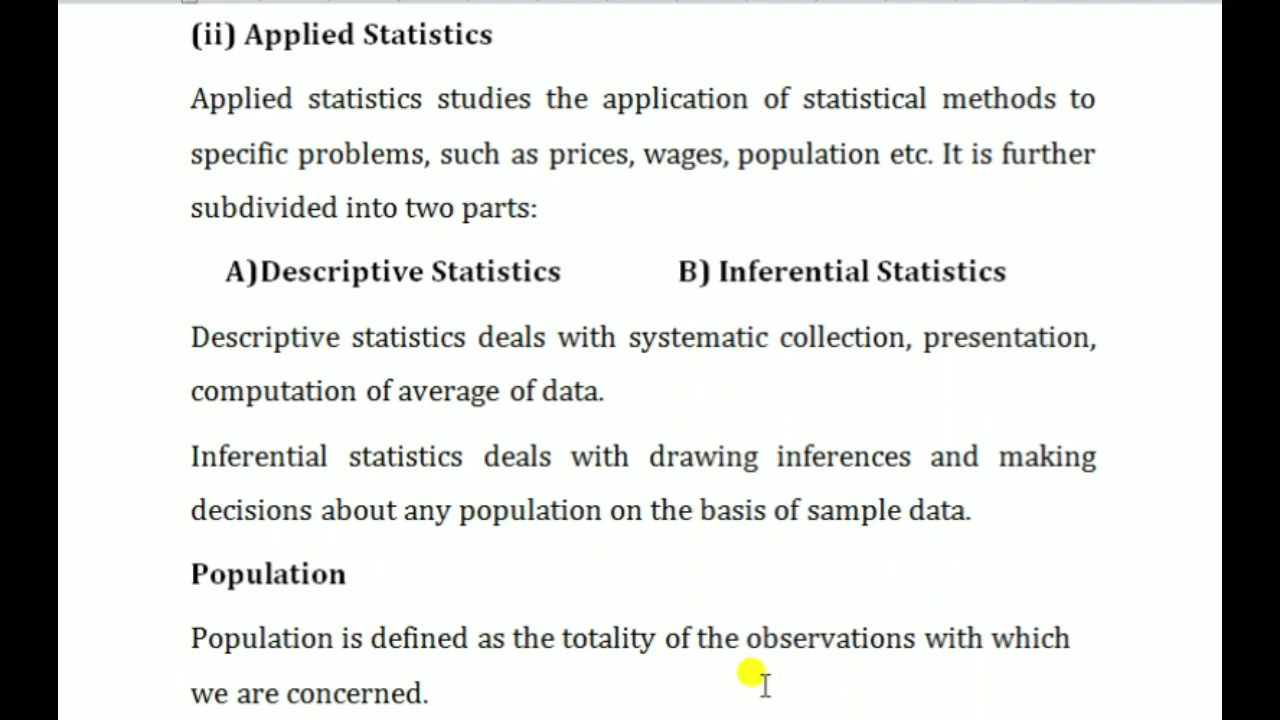 (ii) Applied Statistics
Applied statistics studies the application of statistical methods to
specific problems, such as prices, wages, population etc. It is further
subdivided into two parts:
A)Descriptive Statistics B) Inferential Statistics
Descriptive statistics deals with systematic collection, presentation,
computation of average of data.
Inferential statistics deals with drawing inferences and making
decisions about any population on the basis of sample data.
Population
Population is defined as the totality of the observations with which
we are concerned.